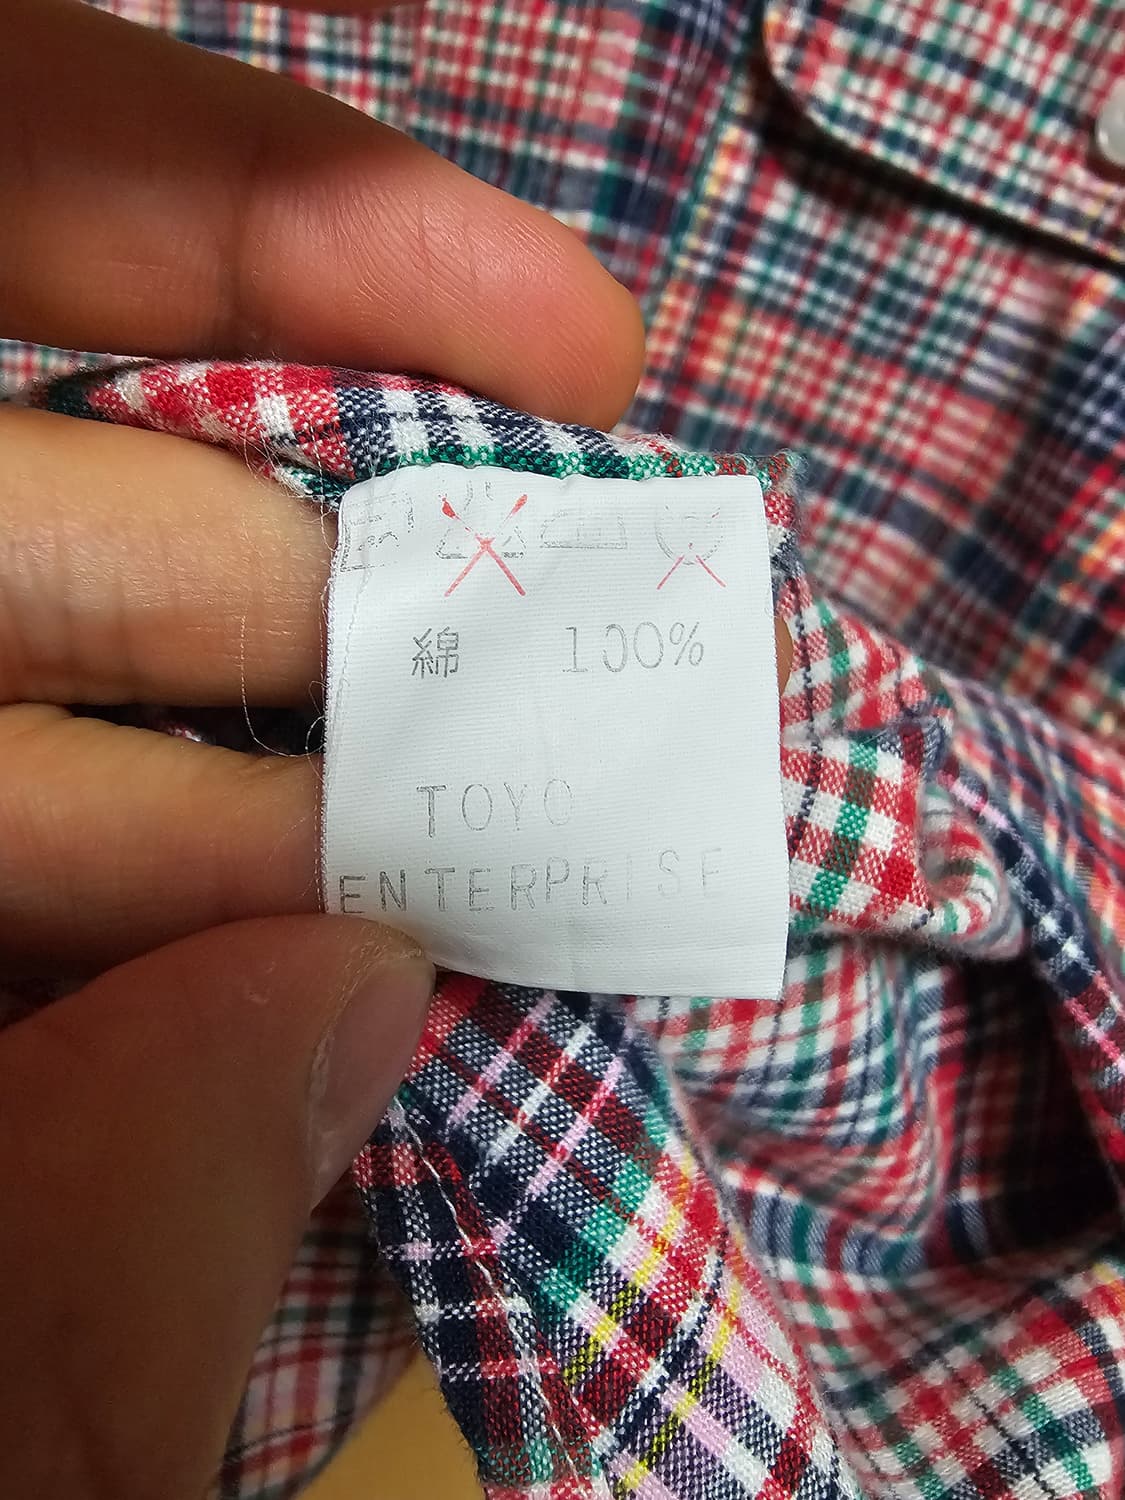 綿 100%
TOYO
ENTERPRISE